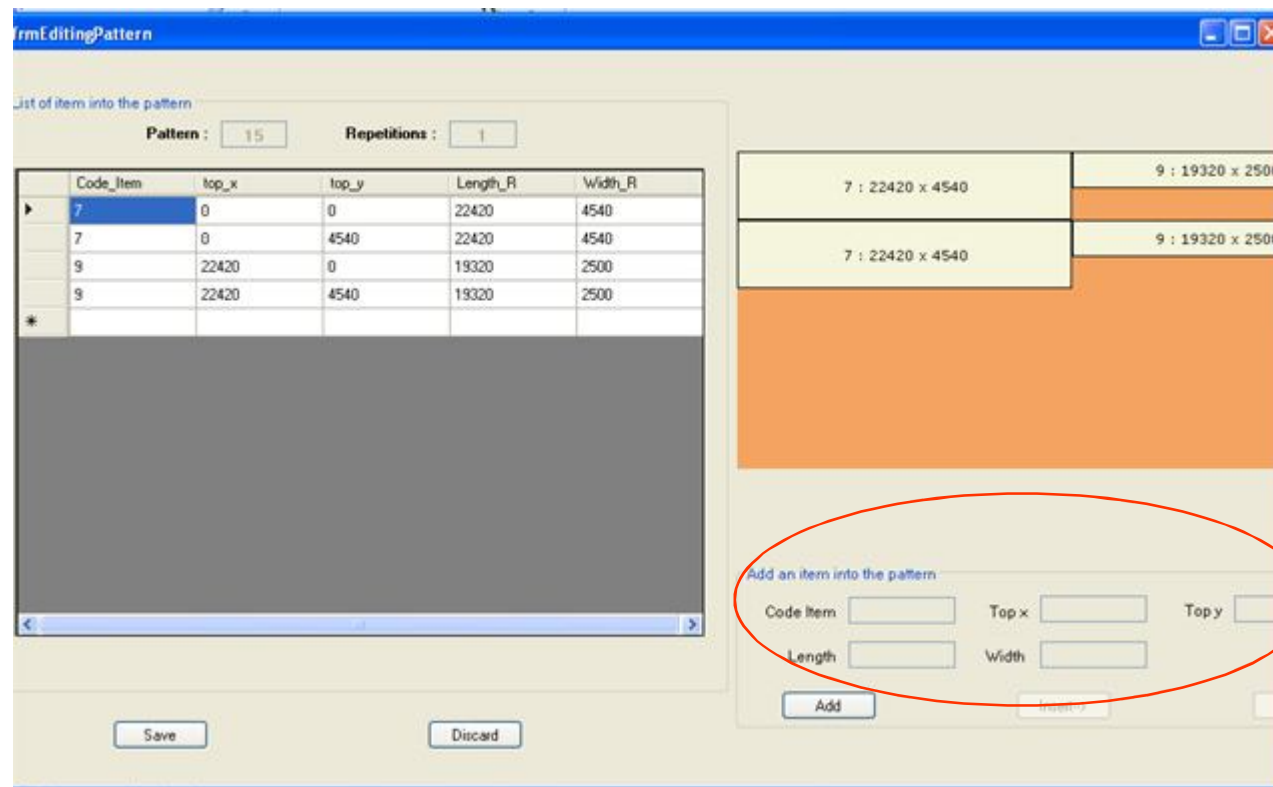 frmEditingPattern
List of item into the pattern
Pattern : 15 Repetitions : 1
Code_Item top_x top_y Length_R Width_R
7 0 0 22420 4540
7 0 4540 22420 4540
9 22420 0 19320 2500
9 22420 4540 19320 2500
*
7 : 22420 x 4540
9 : 19320 x 250
7 : 22420 x 4540
9 : 19320 x 250
Add an item into the pattern
Code Item Top x Top y
Length Width
Add
Save Discard